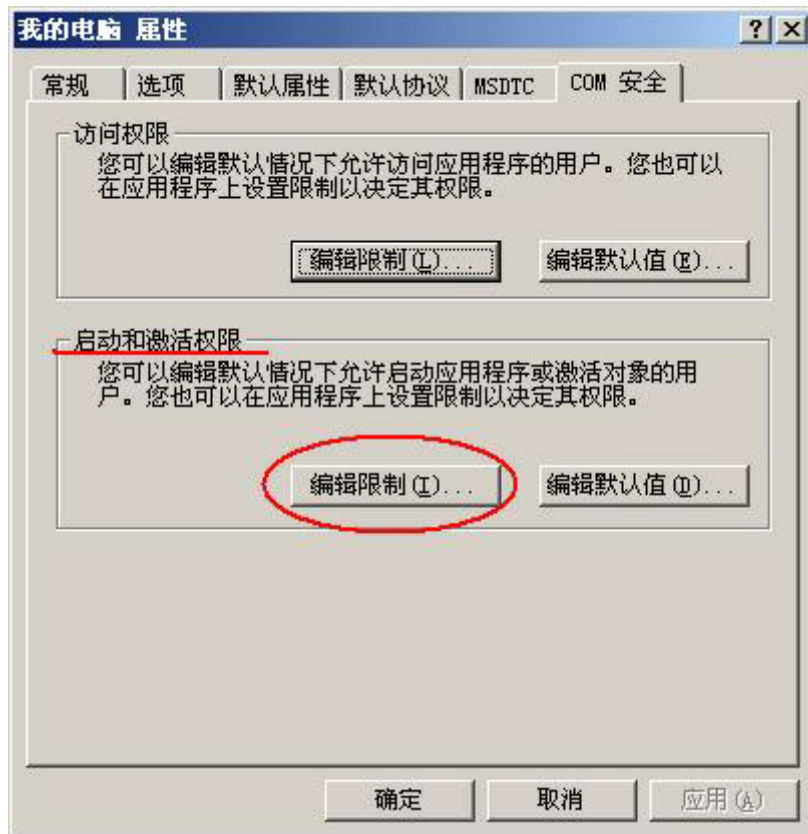 我的电脑 属性
常规 选项 默认属性 默认协议 MSDTC COM 安全
访问权限
您可以编辑默认情况下允许访问应用程序的用户。您也可以
在应用程序上设置限制以决定其权限。
编辑限制(L)... 编辑默认值(E)...
启动和激活权限
您可以编辑默认情况下允许启动应用程序或激活对象的用
户。您也可以在应用程序上设置限制以决定其权限。
编辑限制(I)... 编辑默认值(D)...
确定 取消 应用(A)